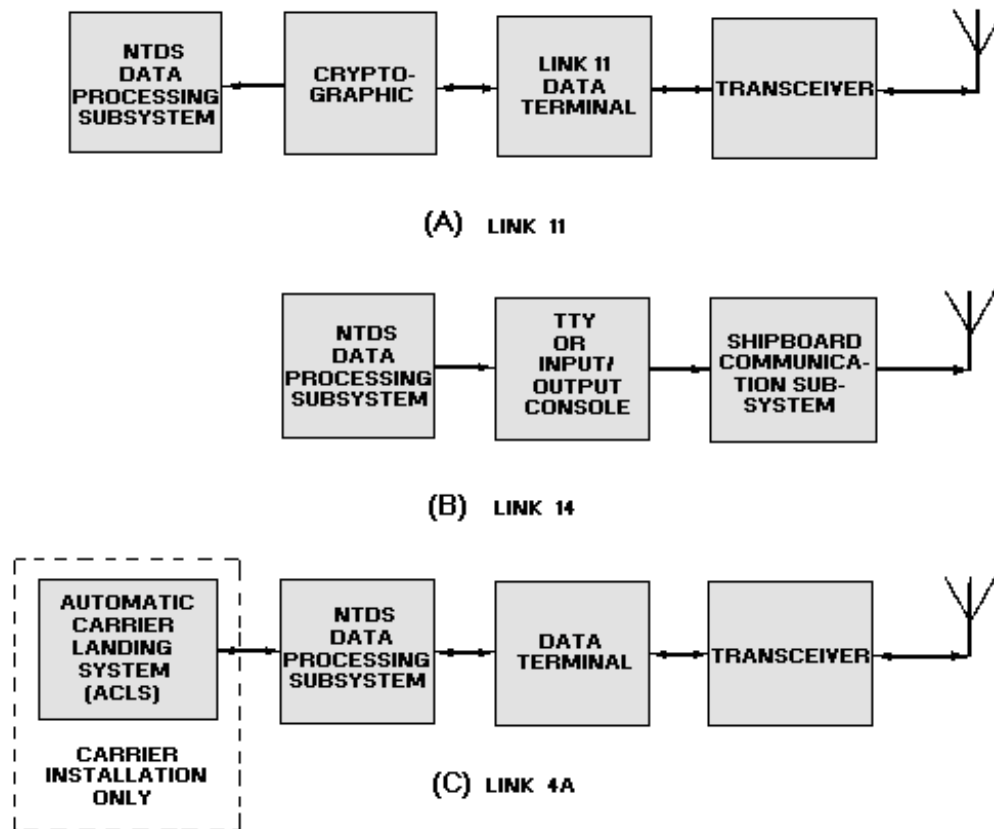 NTDS
DATA
PROCESSING
SUBSYSTEM
CRYPTO-
GRAPHIC
LINK 11
DATA
TERMINAL
TRANSCEIVER
(A) LINK 11
NTDS
DATA
PROCESSING
SUBSYSTEM
TTY
OR
INPUT/
OUTPUT
CONSOLE
SHIPBOARD
COMMUNICA-
TION SUB-
SYSTEM
(B) LINK 14
AUTOMATIC
CARRIER
LANDING
SYSTEM
(ACLS)
CARRIER
INSTALLATION
ONLY
NTDS
DATA
PROCESSING
SUBSYSTEM
DATA
TERMINAL
TRANSCEIVER
(C) LINK 4A